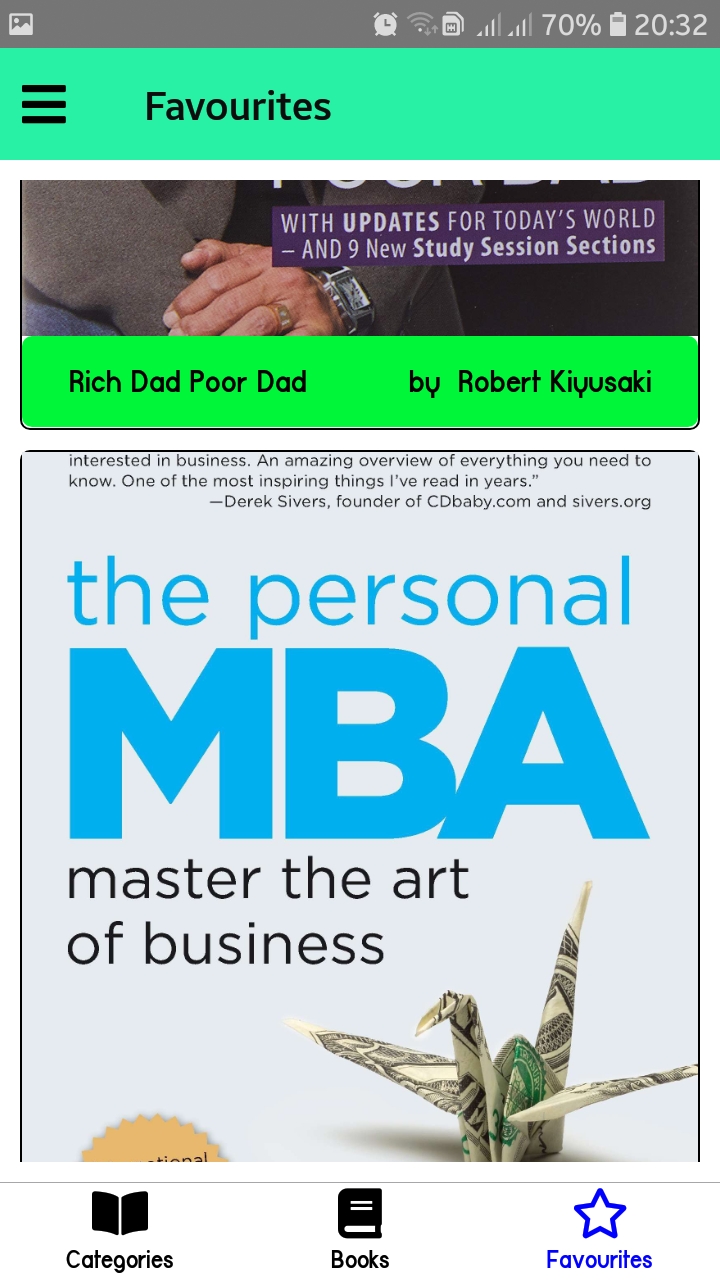 70% 20:32
Favourites
POOR DAD
WITH UPDATES FOR TODAY'S WORLD
– AND 9 New Study Session Sections
Rich Dad Poor Dad by Robert Kiyusaki
interested in business. An amazing overview of everything you need to
know. One of the most inspiring things I've read in years."
—Derek Sivers, founder of CDbaby.com and sivers.org
the personal
MBA
master the art
of business
Categories Books Favourites